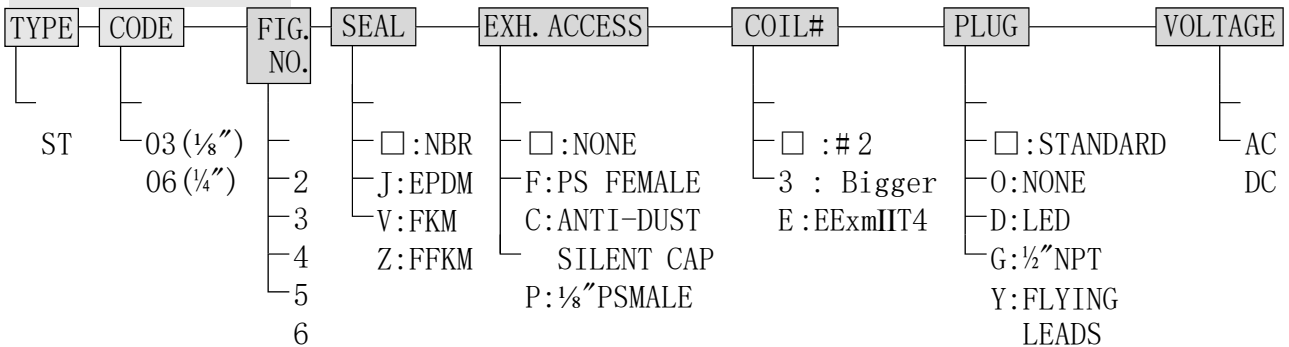 TYPE CODE FIG. NO. SEAL EXH. ACCESS COIL# PLUG VOLTAGE
ST 03(⅛″) □:NBR □:NONE □ :#2 □:STANDARD AC
06(¼″) 2 J:EPDM F:PS FEMALE 3 : Bigger O:NONE DC
3 V:FKM C:ANTI-DUST E:EExmⅡT4 D:LED
4 Z:FFKM SILENT CAP G:½″NPT
5 P:⅛″PSMALE Y:FLYING
6 LEADS